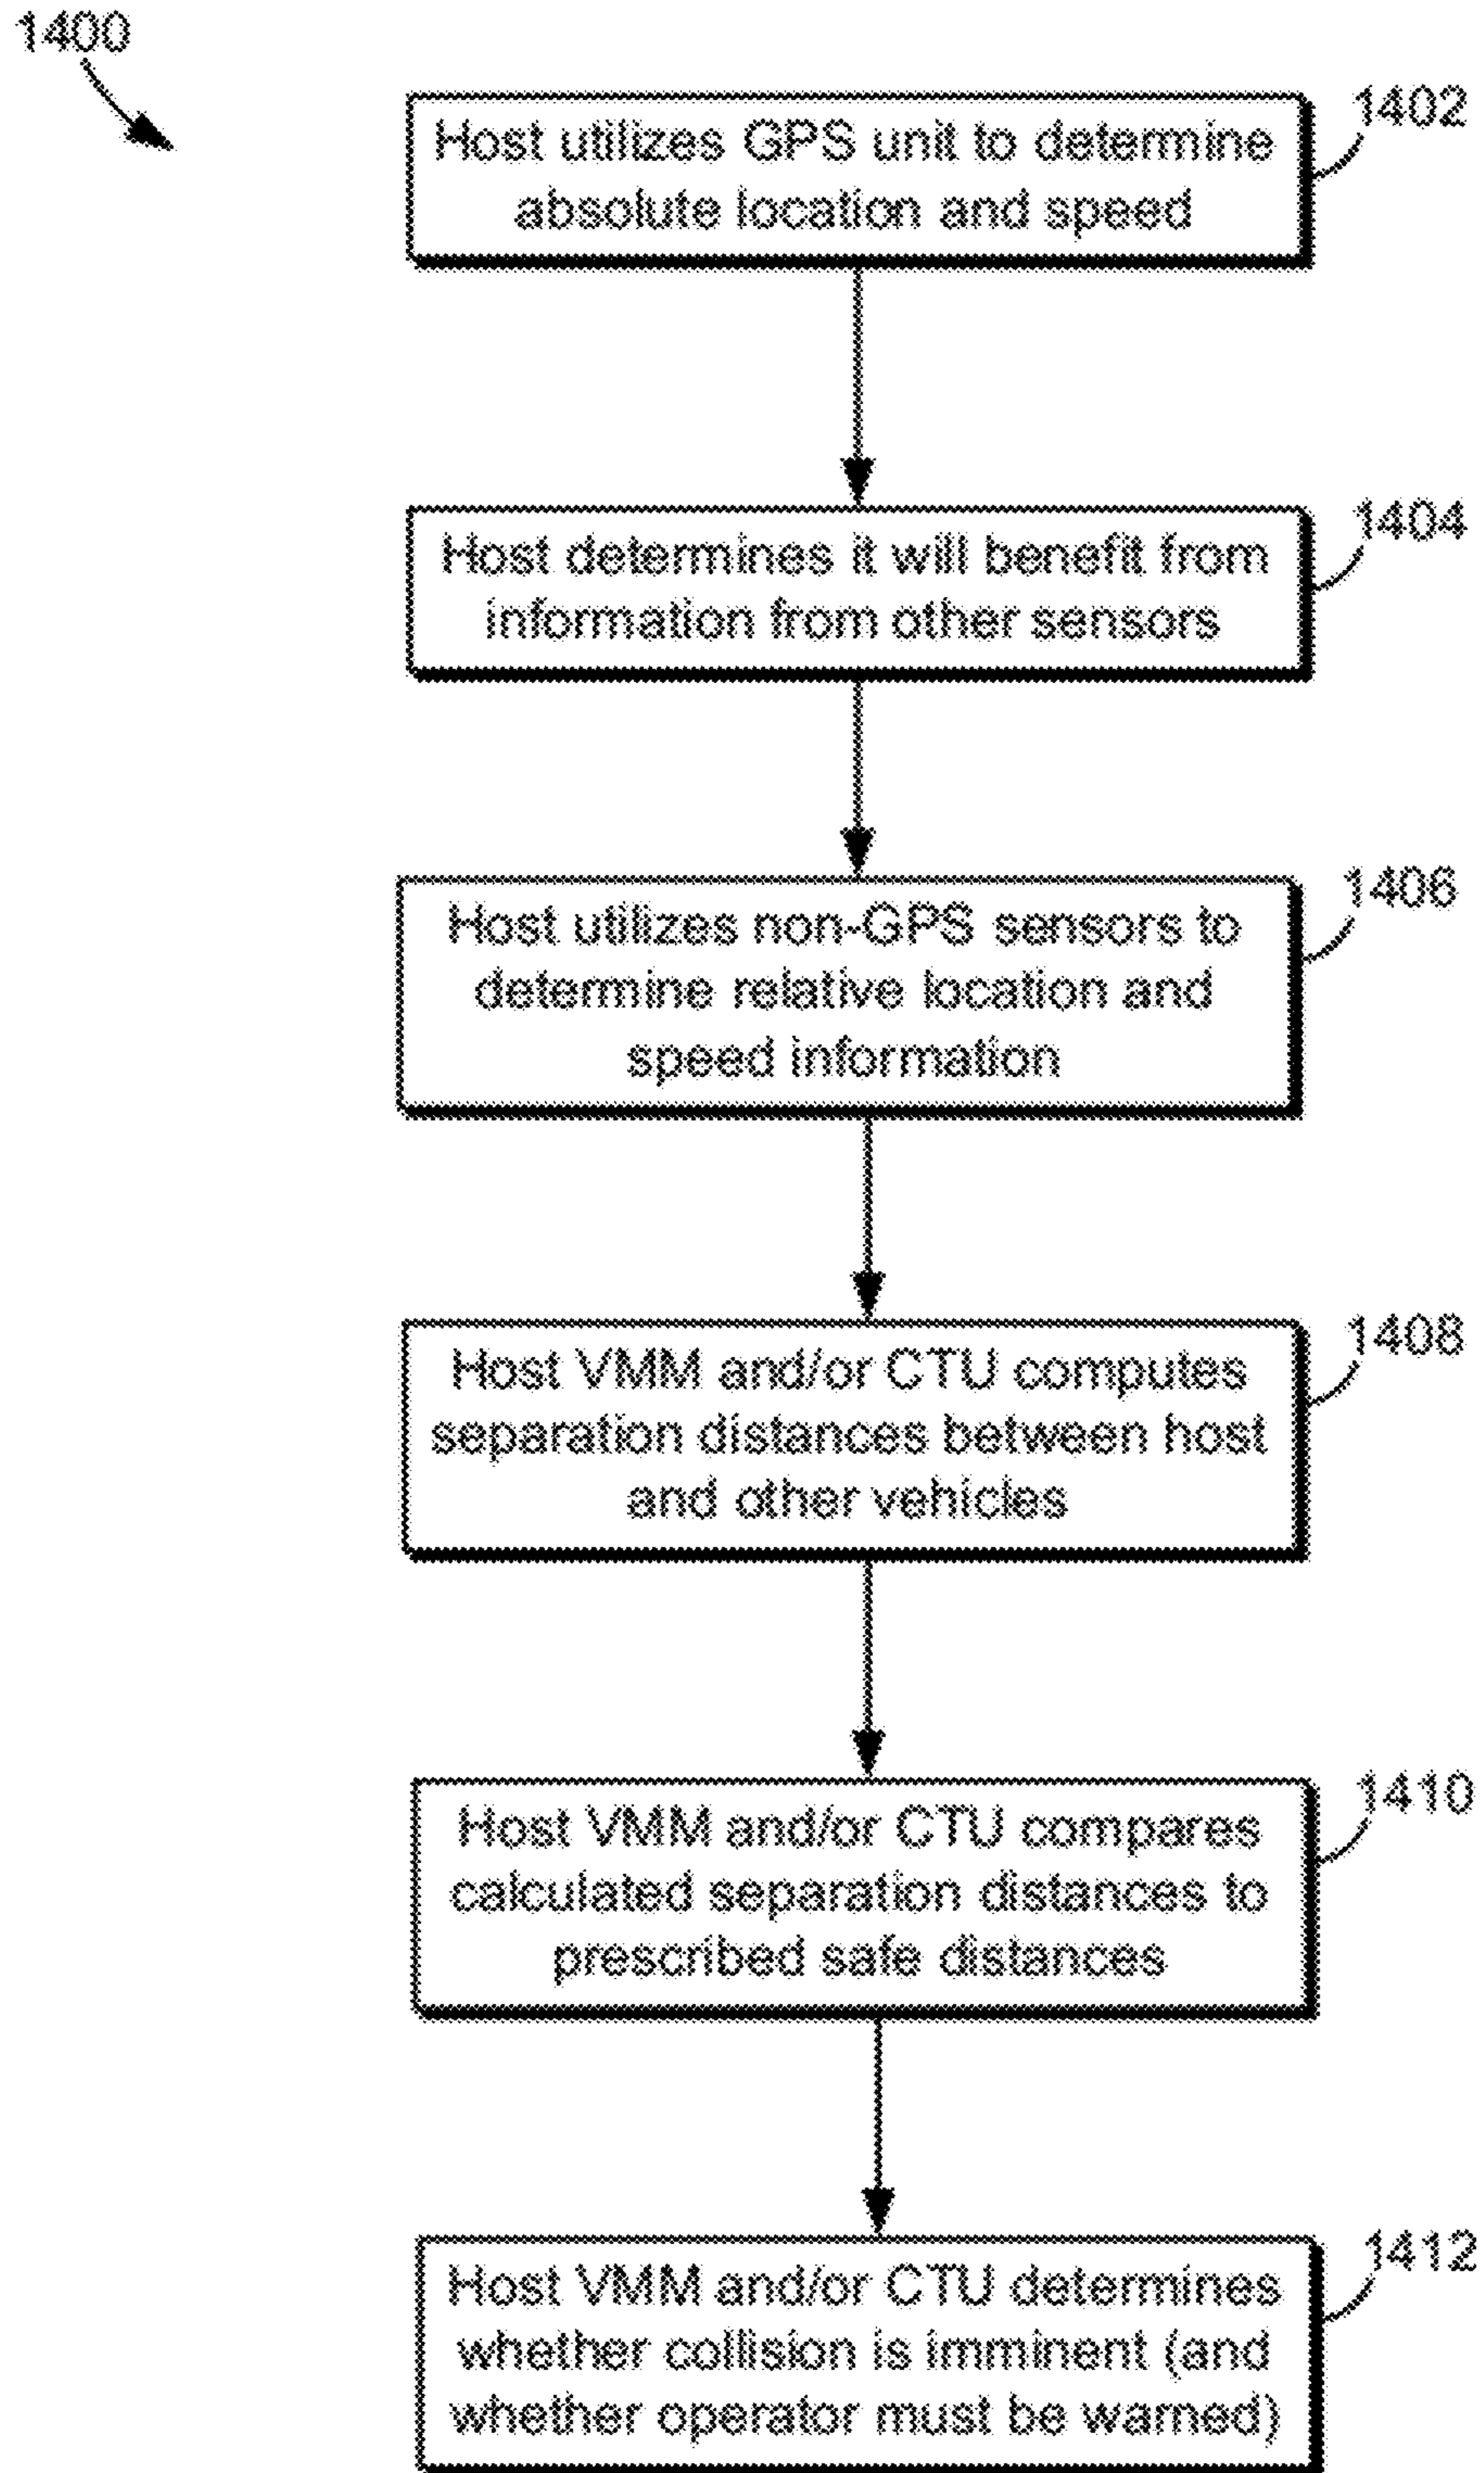 1400
Host utilizes GPS unit to determine
absolute location and speed
1402
Host determines it will benefit from
information from other sensors
1404
Host utilizes non-GPS sensors to
determine relative location and
speed information
1406
Host VMM and/or CTU computes
separation distances between host
and other vehicles
1408
Host VMM and/or CTU compares
calculated separation distances to
prescribed safe distances
1410
Host VMM and/or CTU determines
whether collision is imminent (and
whether operator must be warned)
1412